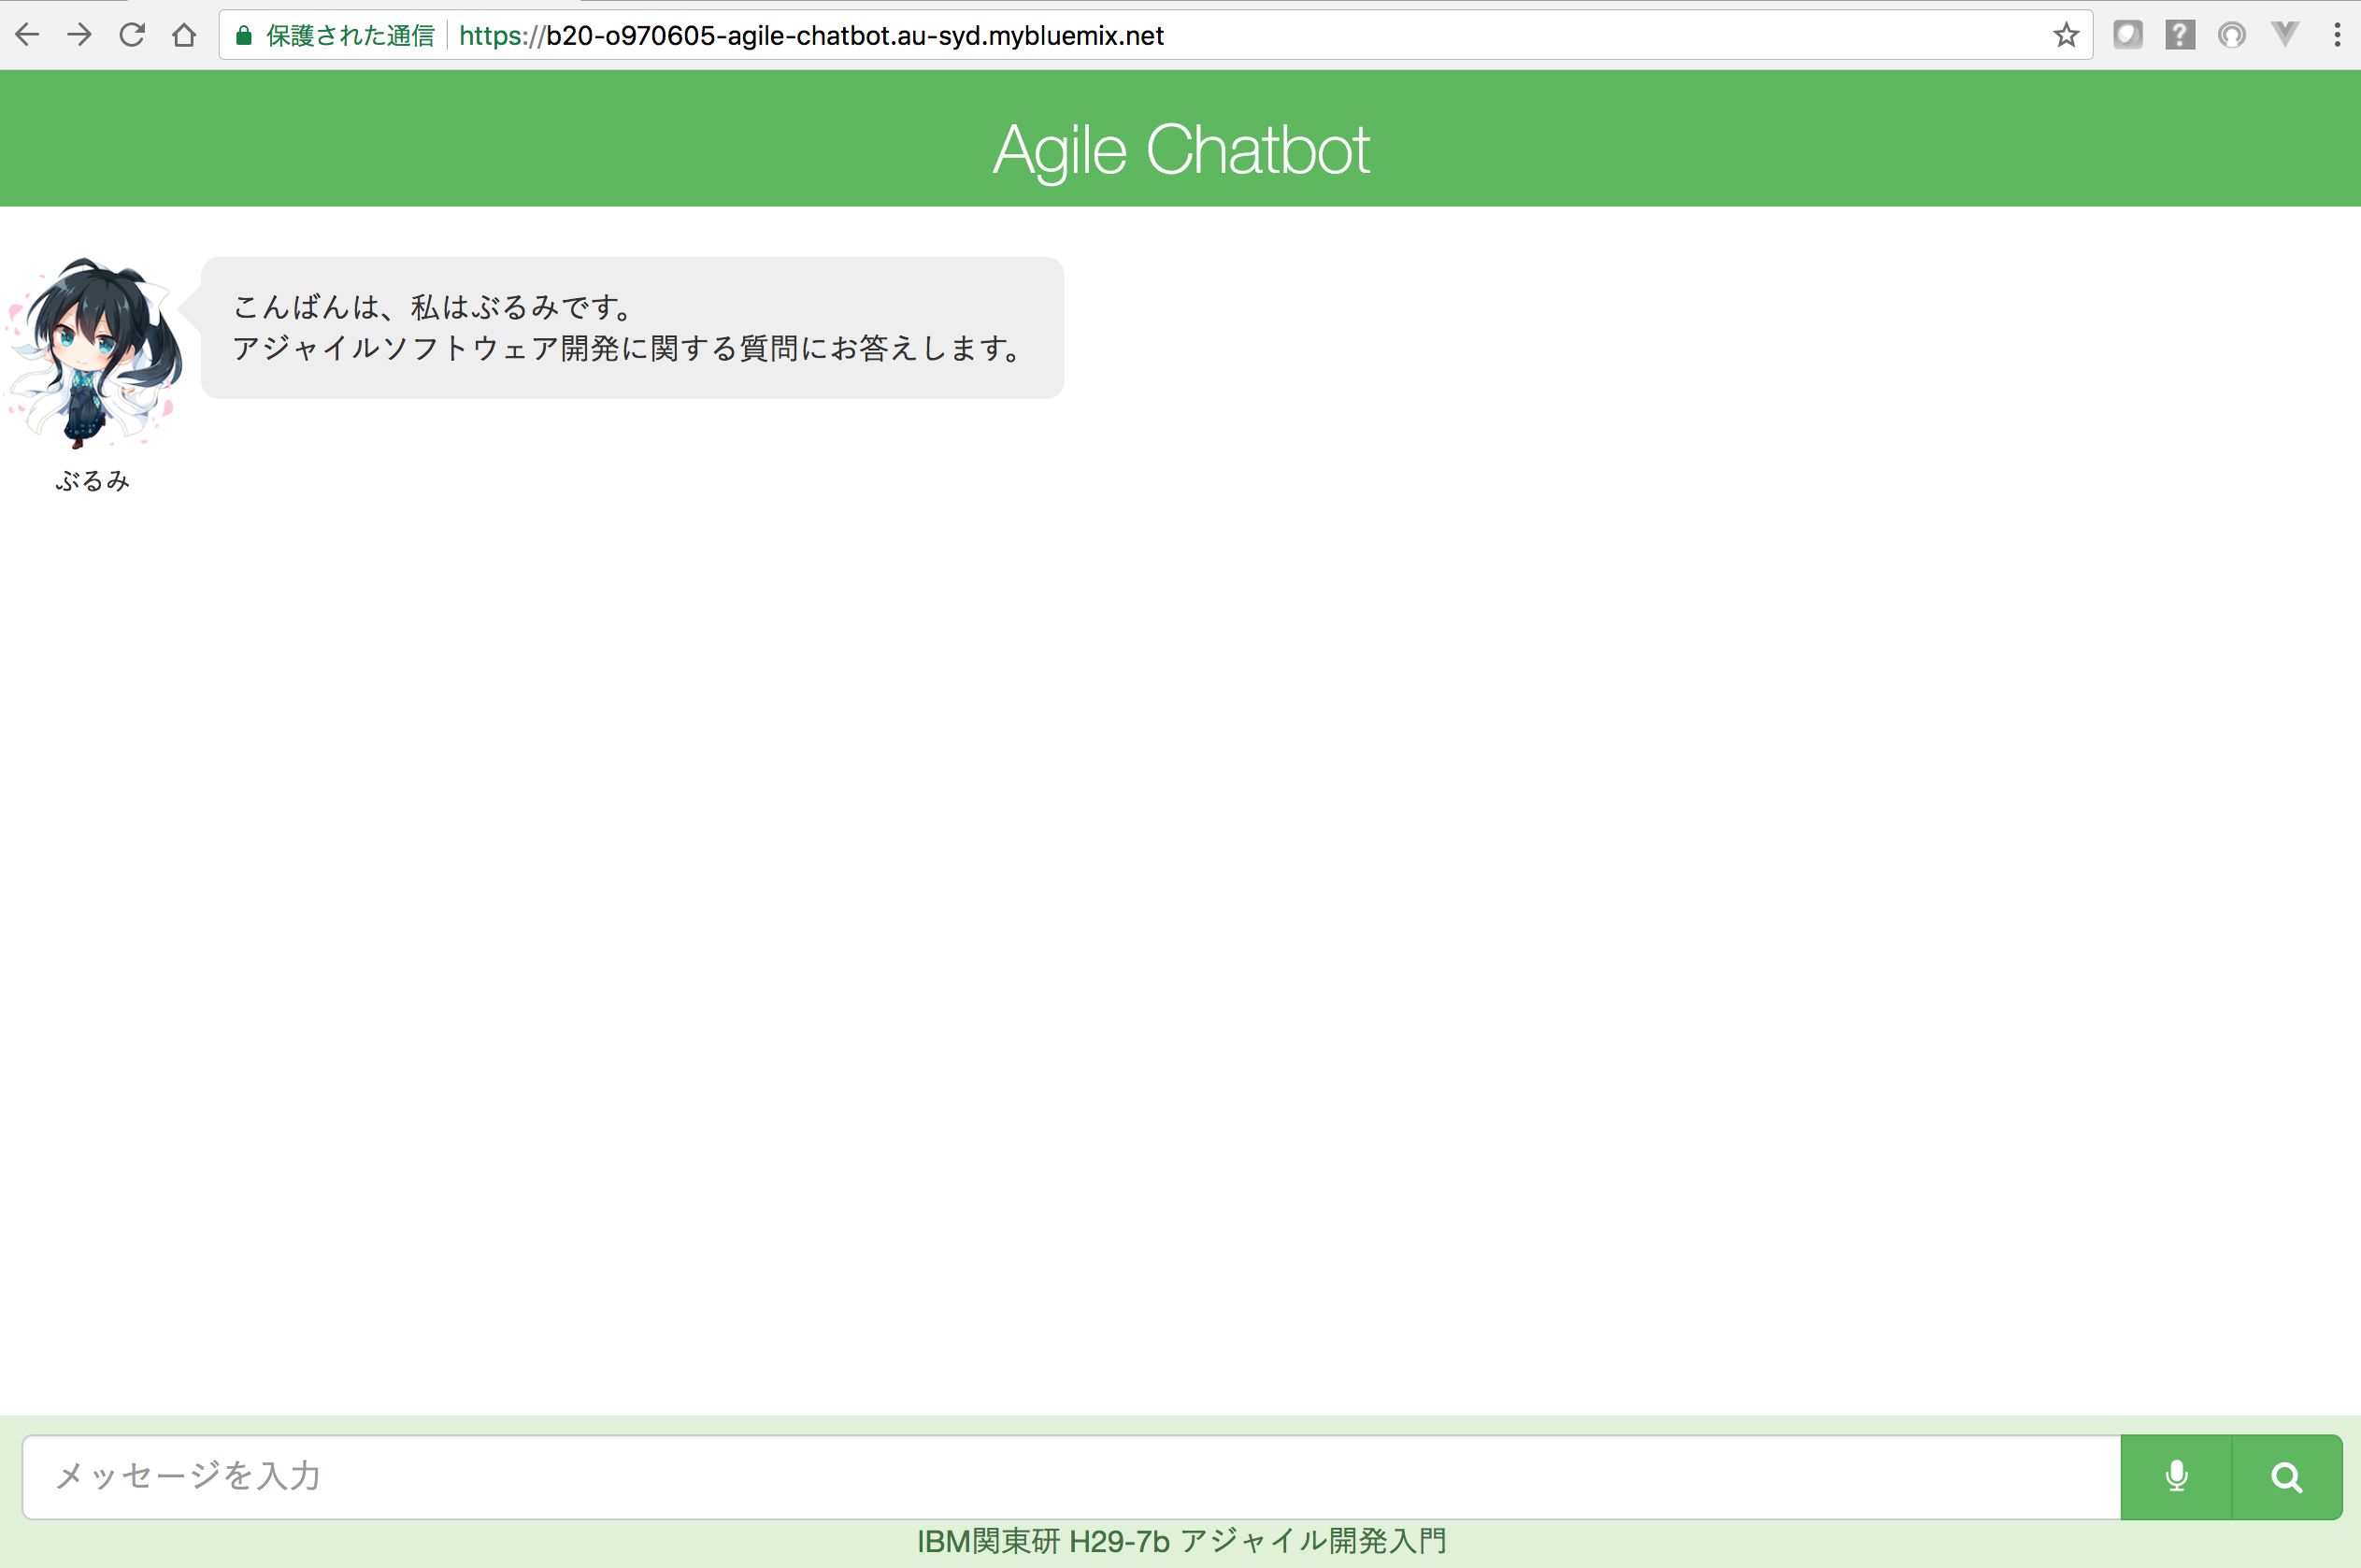 保護された通信 https://b20-o970605-agile-chatbot.au-syd.mybluemix.net
Agile Chatbot
こんばんは、私はぶるみです。
アジャイルソフトウェア開発に関する質問にお答えします。
ぶるみ
メッセージを入力
IBM関東研 H29-7b アジャイル開発入門